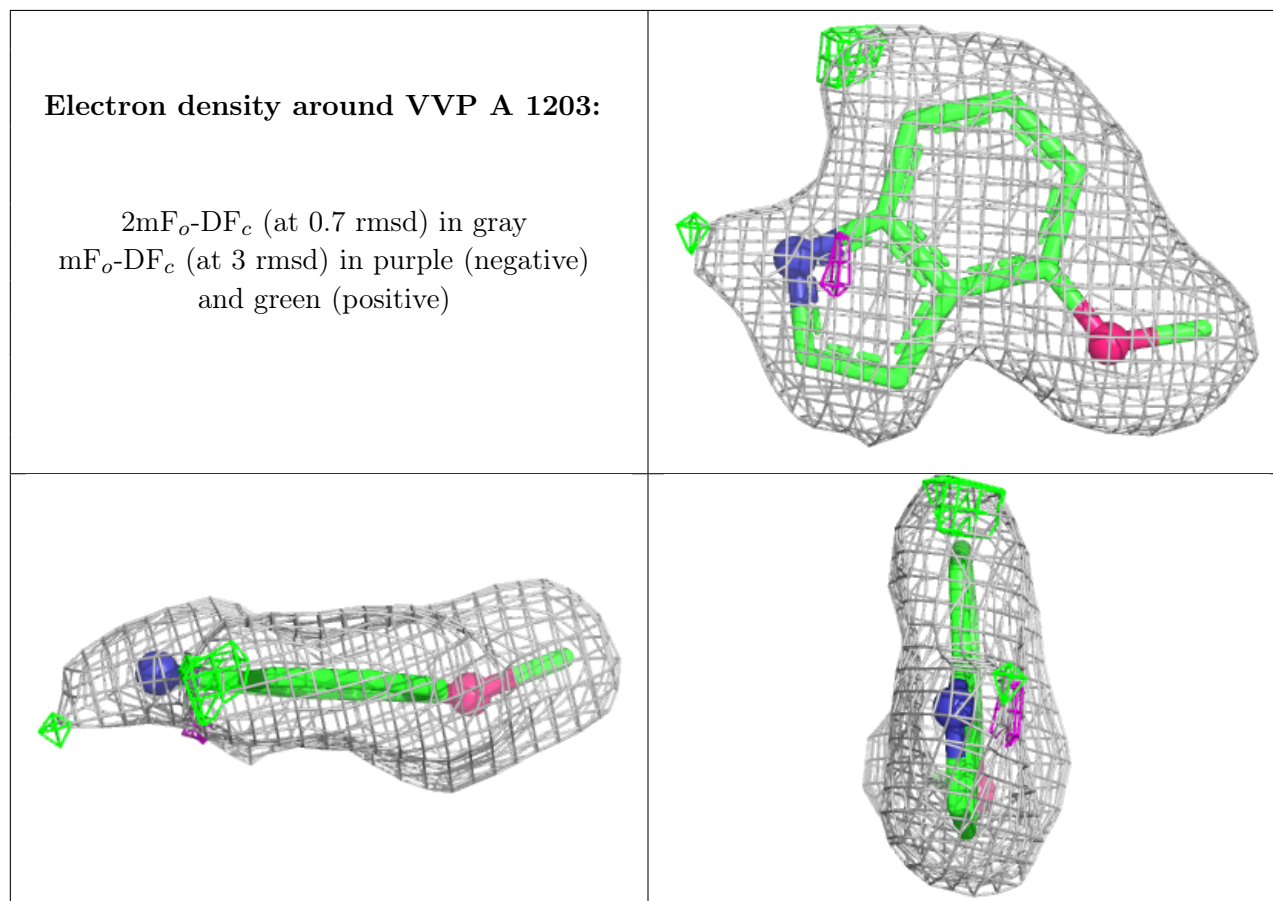 Electron density around VVP A 1203:
2mFo-DFc (at 0.7 rmsd) in gray
mFo-DFc (at 3 rmsd) in purple (negative)
and green (positive)